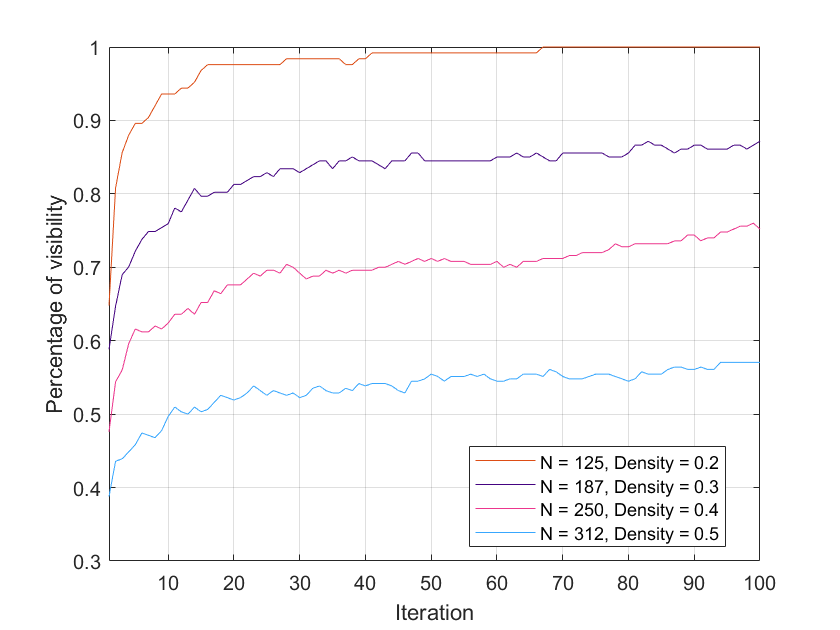 1
0.9
0.8
0.7
0.6
0.5
0.4
0.3
Percentage of visibility
N = 125, Density = 0.2
N = 187, Density = 0.3
N = 250, Density = 0.4
N = 312, Density = 0.5
10 20 30 40 50 60 70 80 90 100
Iteration